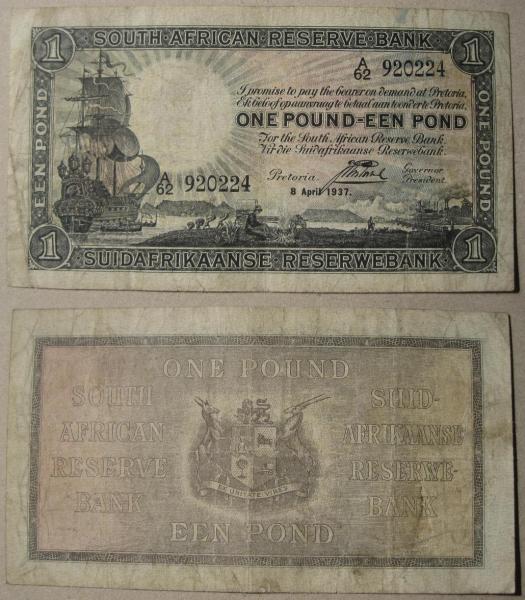 1 SOUTH·AFRICAN·RESERVE·BANK 1
A/62 920224
I promise to pay the bearer on demand at Pretoria.
Ek beloof op aanvraag te betaal aan toonder te Pretoria.
ONE POUND-EEN POND
For the South African Reserve Bank.
Vir die Suidafrikaanse Reserwebank.
A/62 920224
Pretoria. Governor
President.
8 April 1937.
EEN POND
ONE·POUND
1 SUIDAFRIKAANSE·RESERWEBANK 1
ONE POUND
SOUTH
AFRICAN
RESERVE
BANK
SUID-
AFRIKAANSE
RESERWE-
BANK
EX UNITATE VIRES
EEN POND